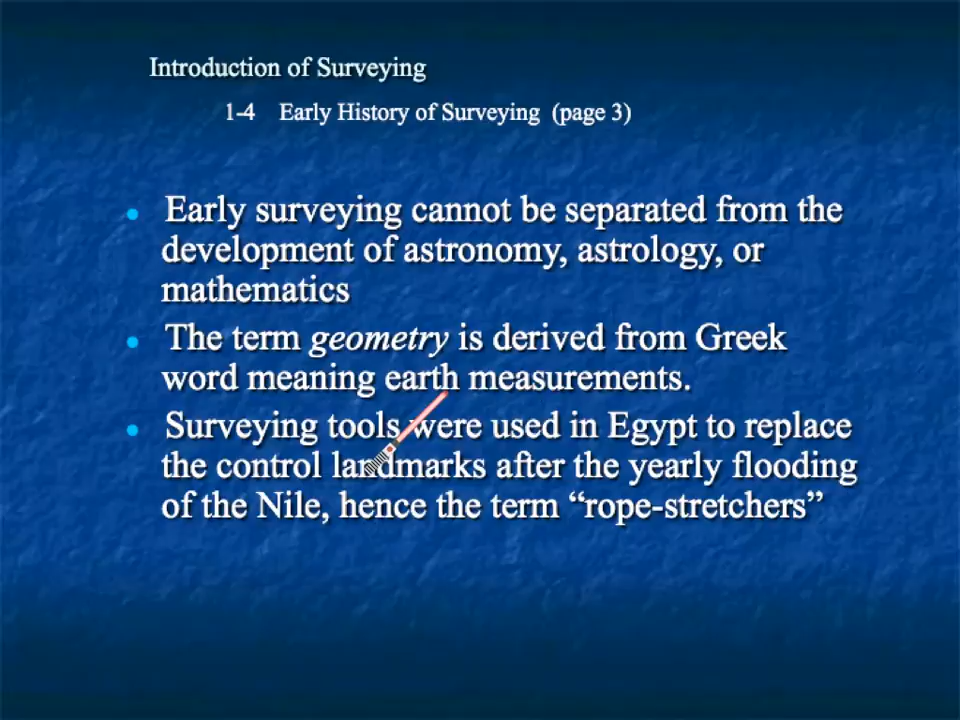 Introduction of Surveying
1-4 Early History of Surveying (page 3)
Early surveying cannot be separated from the
development of astronomy, astrology, or
mathematics
The term geometry is derived from Greek
word meaning earth measurements.
Surveying tools were used in Egypt to replace
the control landmarks after the yearly flooding
of the Nile, hence the term “rope-stretchers”